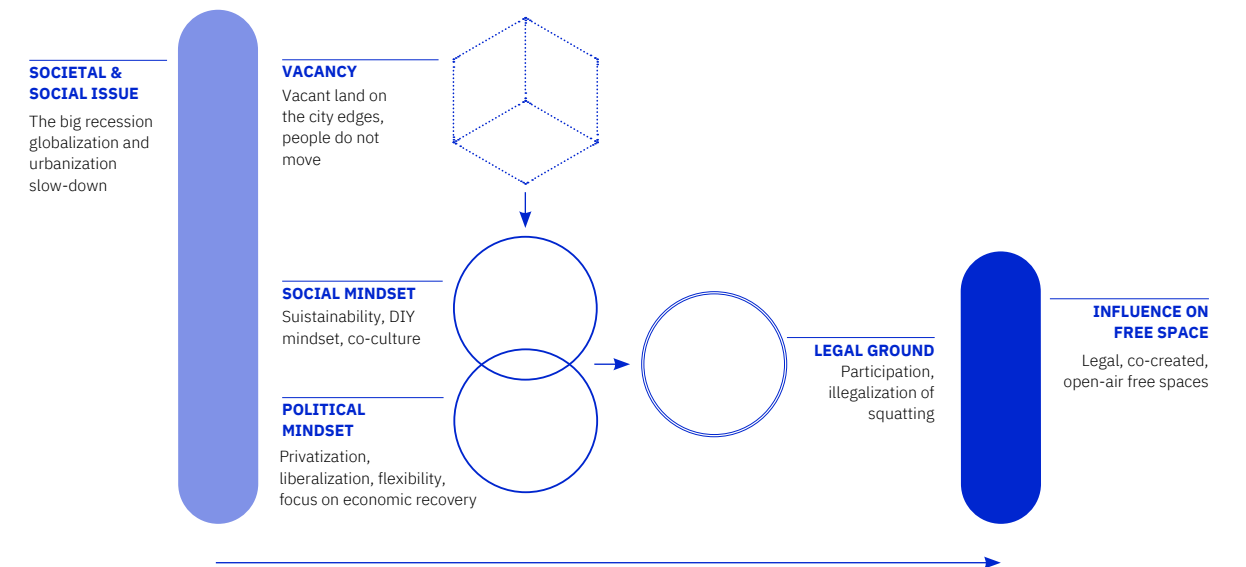 SOCIETAL &
SOCIAL ISSUE
The big recession
globalization and
urbanization
slow-down
VACANCY
Vacant land on
the city edges,
people do not
move
SOCIAL MINDSET
Suistainability, DIY
mindset, co-culture
POLITICAL
MINDSET
Privatization,
liberalization, flexibility,
focus on economic recovery
LEGAL GROUND
Participation,
illegalization of
squatting
INFLUENCE ON
FREE SPACE
Legal, co-created,
open-air free spaces